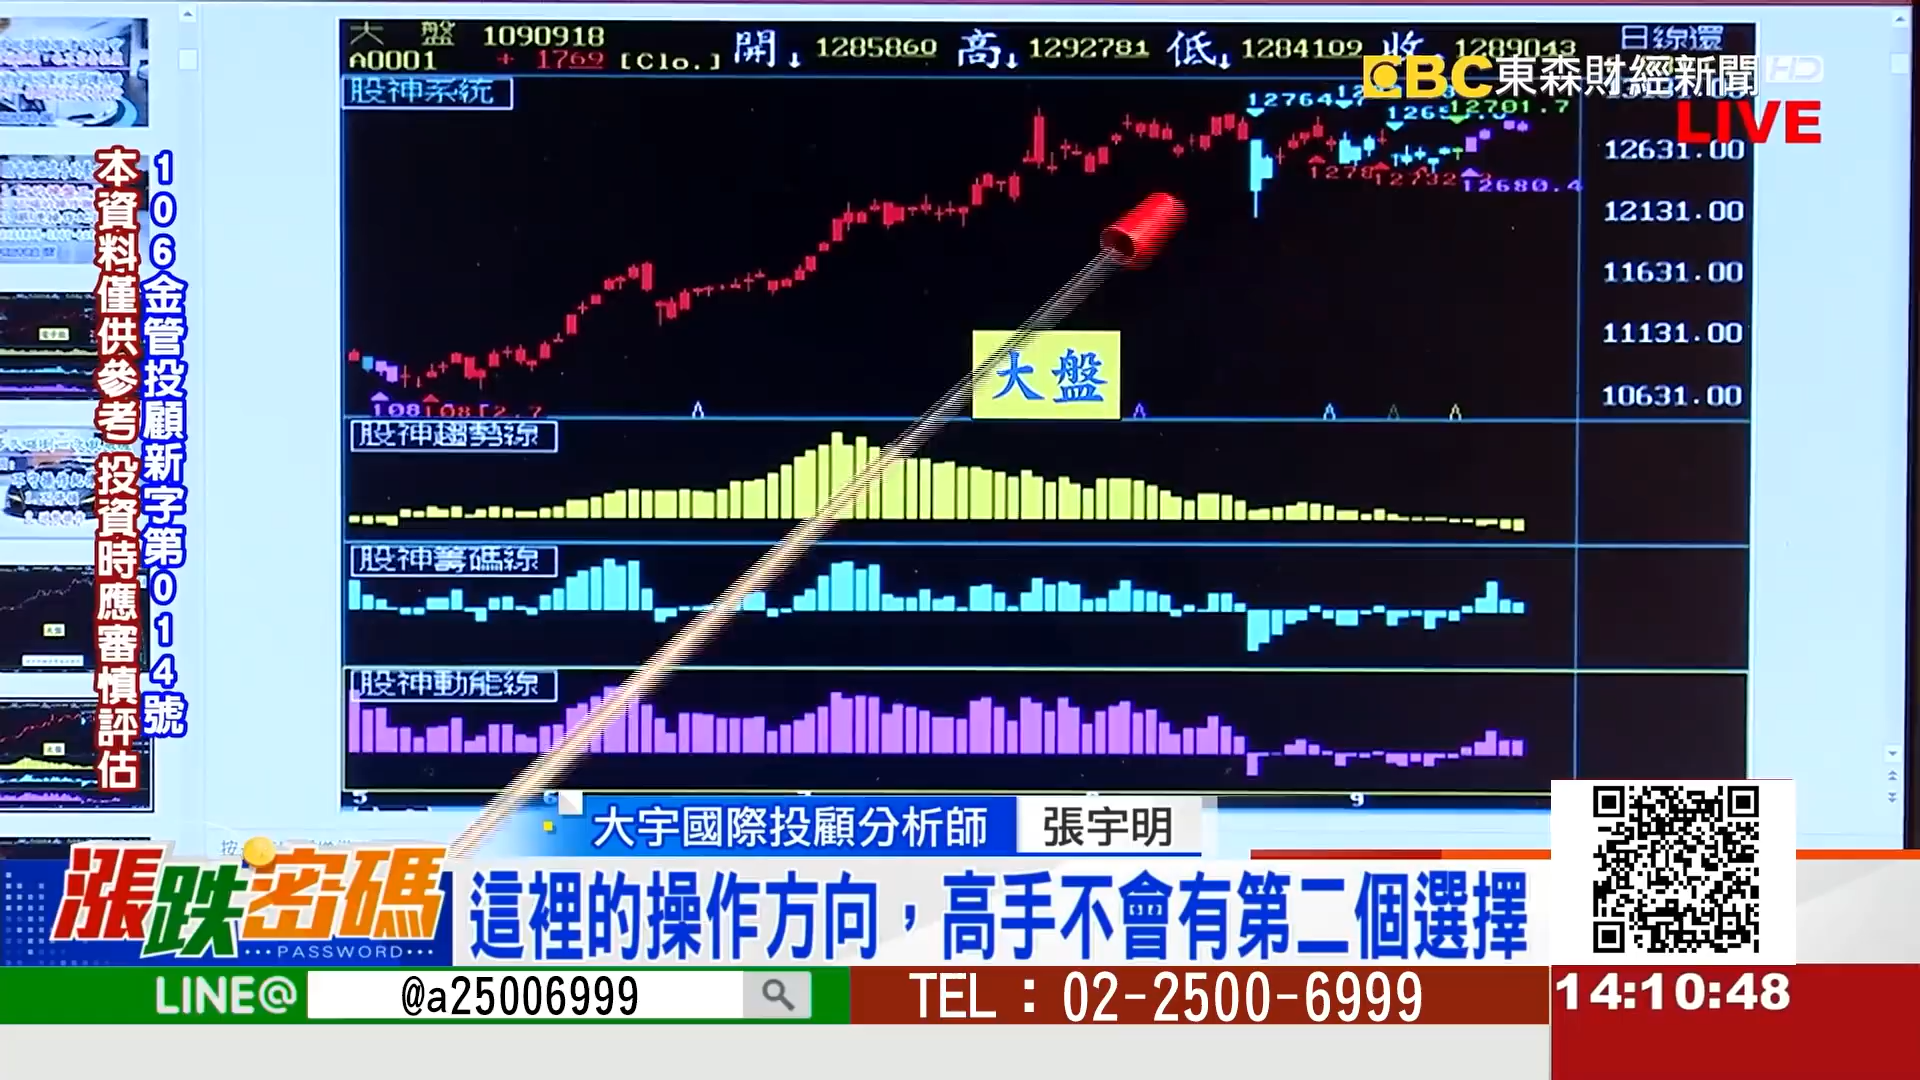 大 盤 1090918
A0001 + 1769 [Clo.] 開↓ 1285860 高↓ 1292781 低↓ 1284109 收↓ 1289043 日線還
EBC 東森財經新聞 HD
LIVE
股神系統
12701.7
12680.4
12631.00
12131.00
11631.00
11131.00
10631.00
大盤
股神趨勢線
股神籌碼線
股神動能線
5 6 9
106金管投顧新字第014號
本資料僅供參考 投資時應審慎評估
大宇國際投顧分析師 張宇明
漲跌密碼
PASSWORD
這裡的操作方向，高手不會有第二個選擇
LINE@ @a25006999
TEL：02-2500-6999
14:10:48